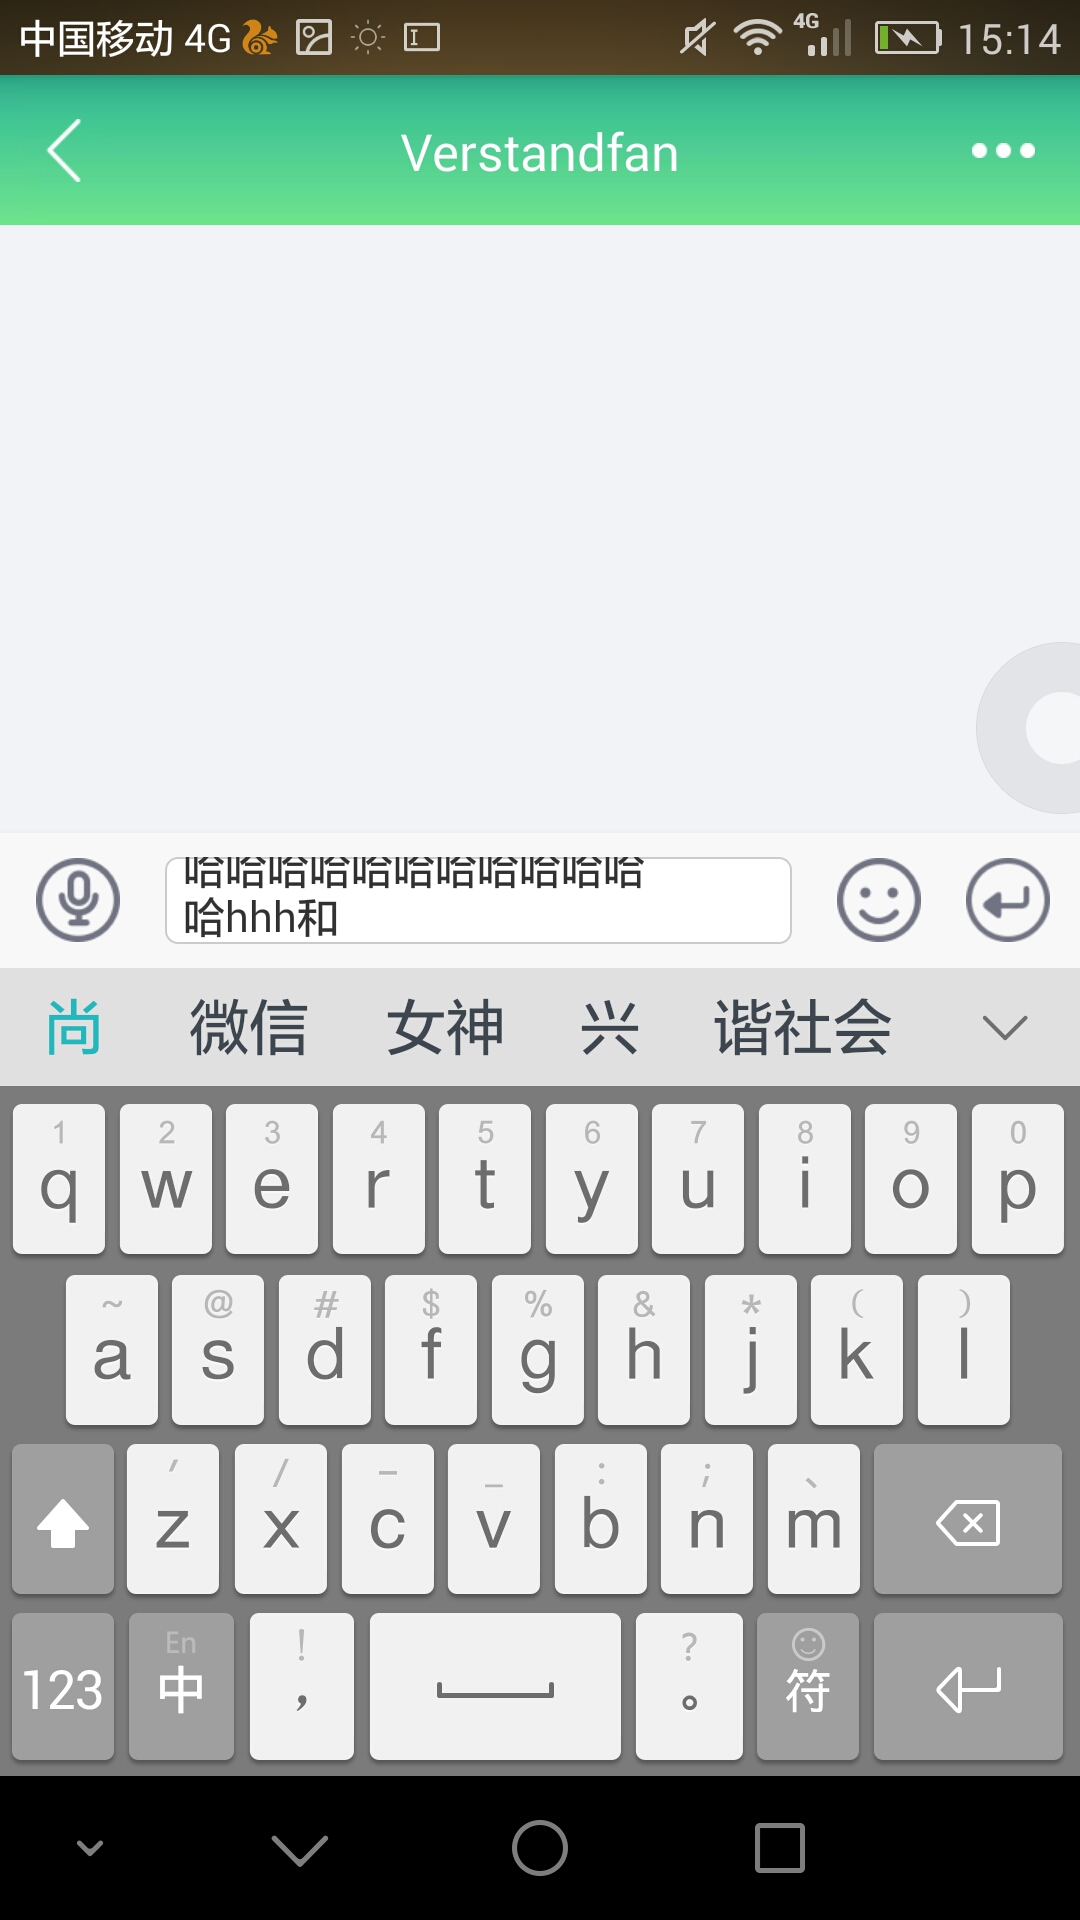 中国移动 4G 4G 15:14
Verstandfan
哈哈哈哈哈哈哈哈哈哈哈
哈hhh和
尚 微信 女神 兴 谐社会
1 2 3 4 5 6 7 8 9 0
q w e r t y u i o p
~ @ # $ % & * ( )
a s d f g h j k l
' / - _ : ; 、
z x c v b n m
En ! ?
123 中 , 。 符